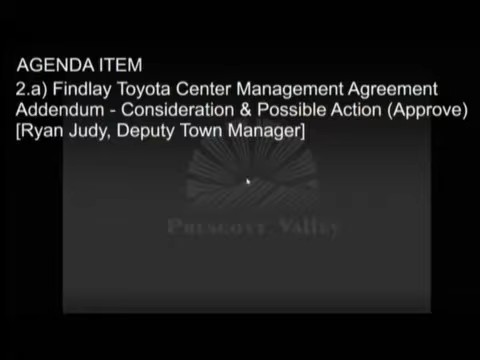 AGENDA ITEM
2.a) Findlay Toyota Center Management Agreement
Addendum - Consideration & Possible Action (Approve)
[Ryan Judy, Deputy Town Manager]
PRESCOTT Valley